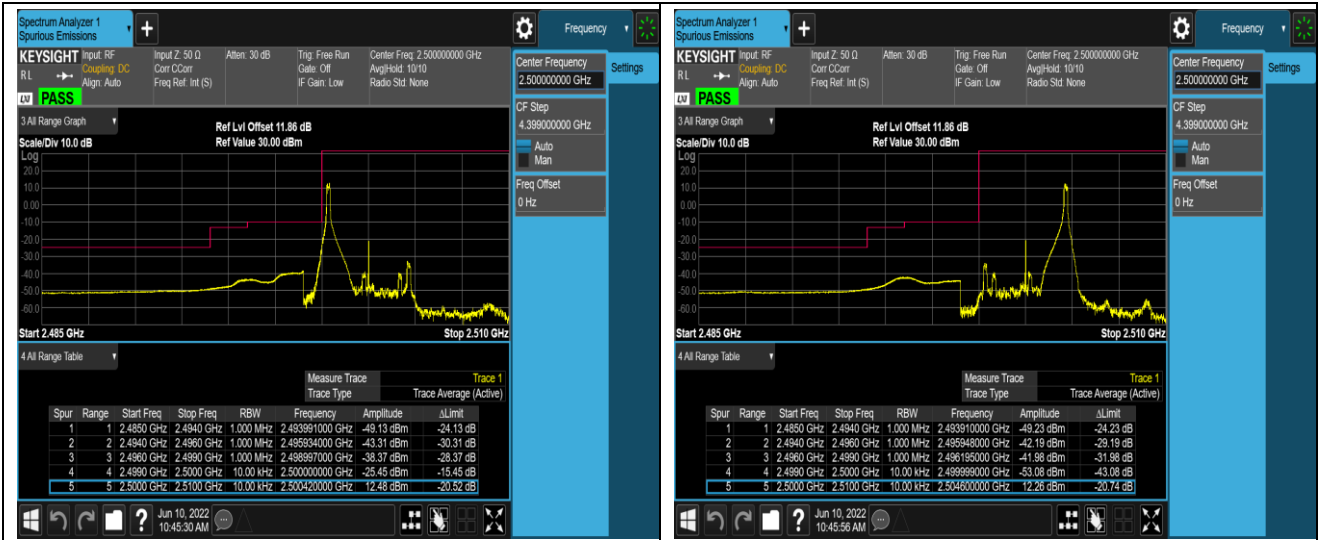 Spectrum Analyzer 1
Spurious Emissions
Frequency
KEYSIGHT Input: RF Input Z: 50 Ω Atten: 30 dB Trig: Free Run Center Freq: 2.500000000 GHz
RL Coupling: DC Corr CCorr Gate: Off Avg|Hold: 10/10
Align: Auto Freq Ref: Int (S) IF Gain: Low Radio Std: None
LXI PASS
Center Frequency
2.500000000 GHz
Settings
CF Step
4.399000000 GHz
Auto
Man
Freq Offset
0 Hz
3 All Range Graph
Ref Lvl Offset 11.86 dB
Scale/Div 10.0 dB Ref Value 30.00 dBm
Log
20.0
10.0
0.00
-10.0
-20.0
-30.0
-40.0
-50.0
-60.0
Start 2.485 GHz Stop 2.510 GHz
4 All Range Table
Measure Trace Trace 1
Trace Type Trace Average (Active)
Spur Range Start Freq Stop Freq RBW Frequency Amplitude ΔLimit
1 1 2.4850 GHz 2.4940 GHz 1.000 MHz 2.493991000 GHz -49.13 dBm -24.13 dB
2 2 2.4940 GHz 2.4960 GHz 1.000 MHz 2.495934000 GHz -43.31 dBm -30.31 dB
3 3 2.4960 GHz 2.4990 GHz 1.000 MHz 2.498997000 GHz -38.37 dBm -28.37 dB
4 4 2.4990 GHz 2.5000 GHz 10.00 kHz 2.500000000 GHz -25.45 dBm -15.45 dB
5 5 2.5000 GHz 2.5100 GHz 10.00 kHz 2.500420000 GHz 12.48 dBm -20.52 dB
?
Jun 10, 2022
10:45:30 AM
Spectrum Analyzer 1
Spurious Emissions
Frequency
KEYSIGHT Input: RF Input Z: 50 Ω Atten: 30 dB Trig: Free Run Center Freq: 2.500000000 GHz
RL Coupling: DC Corr CCorr Gate: Off Avg|Hold: 10/10
Align: Auto Freq Ref: Int (S) IF Gain: Low Radio Std: None
LXI PASS
Center Frequency
2.500000000 GHz
Settings
CF Step
4.399000000 GHz
Auto
Man
Freq Offset
0 Hz
3 All Range Graph
Ref Lvl Offset 11.86 dB
Scale/Div 10.0 dB Ref Value 30.00 dBm
Log
20.0
10.0
0.00
-10.0
-20.0
-30.0
-40.0
-50.0
-60.0
Start 2.485 GHz Stop 2.510 GHz
4 All Range Table
Measure Trace Trace 1
Trace Type Trace Average (Active)
Spur Range Start Freq Stop Freq RBW Frequency Amplitude ΔLimit
1 1 2.4850 GHz 2.4940 GHz 1.000 MHz 2.493910000 GHz -49.23 dBm -24.23 dB
2 2 2.4940 GHz 2.4960 GHz 1.000 MHz 2.495948000 GHz -42.19 dBm -29.19 dB
3 3 2.4960 GHz 2.4990 GHz 1.000 MHz 2.496195000 GHz -41.98 dBm -31.98 dB
4 4 2.4990 GHz 2.5000 GHz 10.00 kHz 2.499999000 GHz -53.08 dBm -43.08 dB
5 5 2.5000 GHz 2.5100 GHz 10.00 kHz 2.504600000 GHz 12.26 dBm -20.74 dB
?
Jun 10, 2022
10:45:56 AM